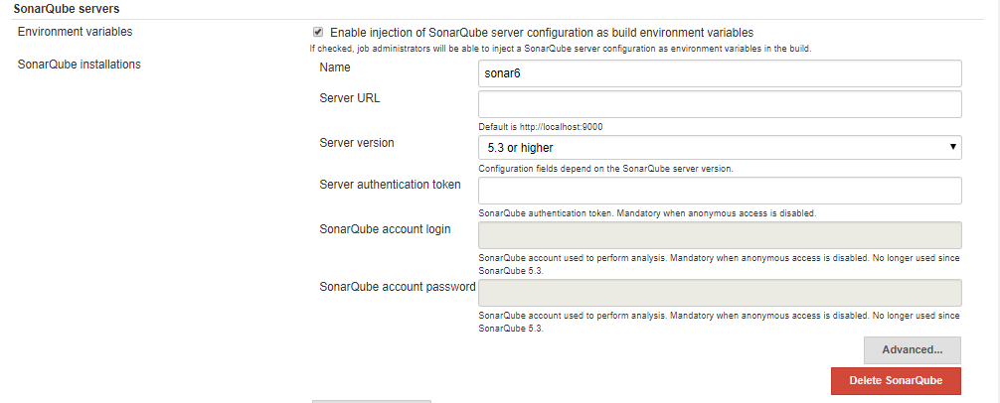 SonarQube servers
Environment variables
Enable injection of SonarQube server configuration as build environment variables
If checked, job administrators will be able to inject a SonarQube server configuration as environment variables in the build.
SonarQube installations
Name
sonar6
Server URL
Default is http://localhost:9000
Server version
5.3 or higher
Configuration fields depend on the SonarQube server version.
Server authentication token
SonarQube authentication token. Mandatory when anonymous access is disabled.
SonarQube account login
SonarQube account used to perform analysis. Mandatory when anonymous access is disabled. No longer used since
SonarQube 5.3.
SonarQube account password
SonarQube account used to perform analysis. Mandatory when anonymous access is disabled. No longer used since
SonarQube 5.3.
Advanced...
Delete SonarQube